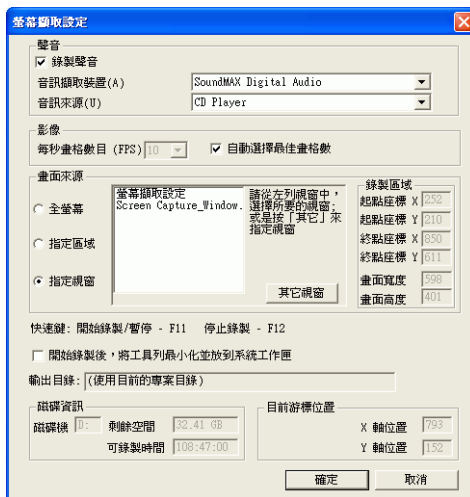 螢幕擷取設定
聲音
錄製聲音
音訊擷取裝置(A) SoundMAX Digital Audio
音訊來源(U) CD Player
影像
每秒畫格數目 (FPS) 10 自動選擇最佳畫格數
畫面來源
全螢幕
指定區域
指定視窗
螢幕擷取設定
Screen Capture_Window.
請從左列視窗中，
選擇所要的視窗;
或是按「其它」來
指定視窗
其它視窗
錄製區域
起點座標 X 252
起點座標 Y 210
終點座標 X 850
終點座標 Y 611
畫面寬度 598
畫面高度 401
快速鍵: 開始錄製/暫停 - F11 停止錄製 - F12
開始錄製後，將工具列最小化並放到系統工作匣
輸出目錄: (使用目前的專案目錄)
磁碟資訊
磁碟機 D: 剩餘空間 32.41 GB
可錄製時間 108:47:00
目前游標位置
X 軸位置 793
Y 軸位置 152
確定 取消